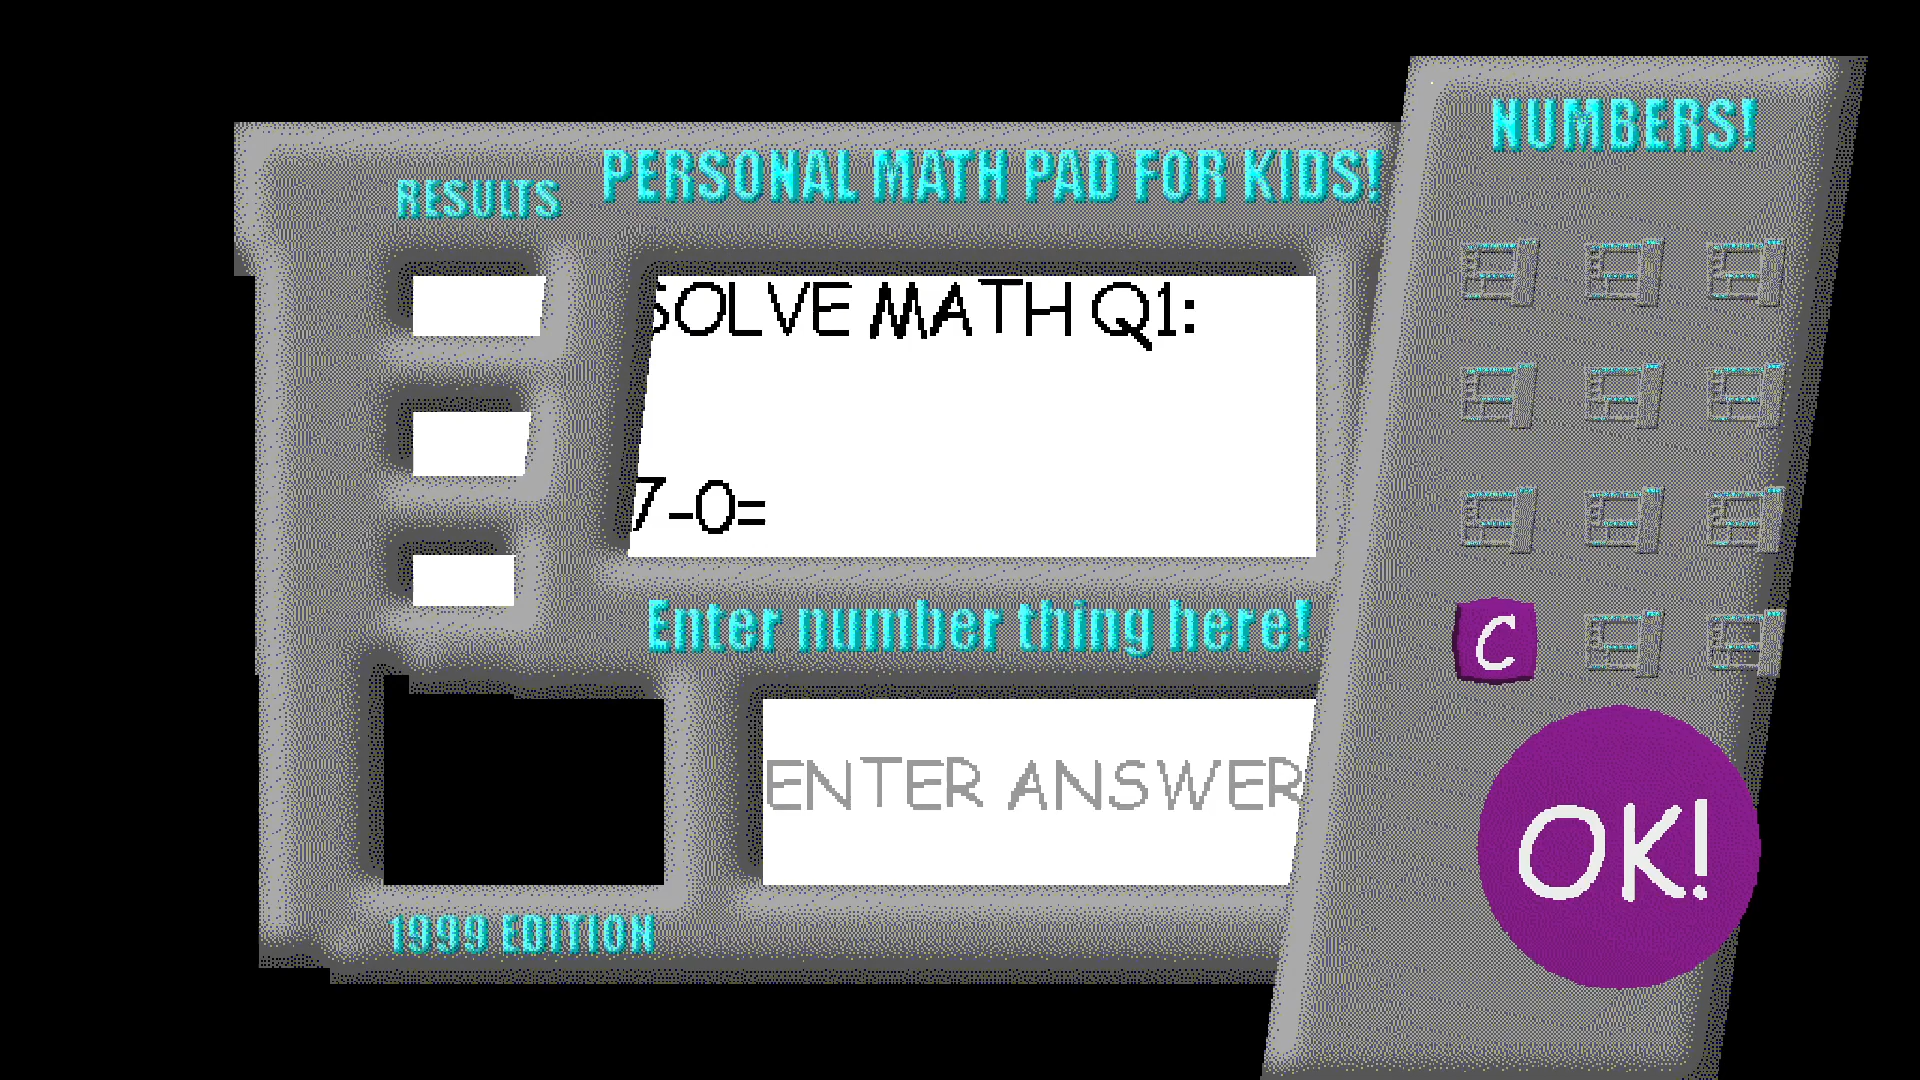 NUMBERS!
PERSONAL MATH PAD FOR KIDS!
RESULTS
SOLVE MATH Q1:
7-0=
Enter number thing here!
C
ENTER ANSWER
OK!
1999 EDITION